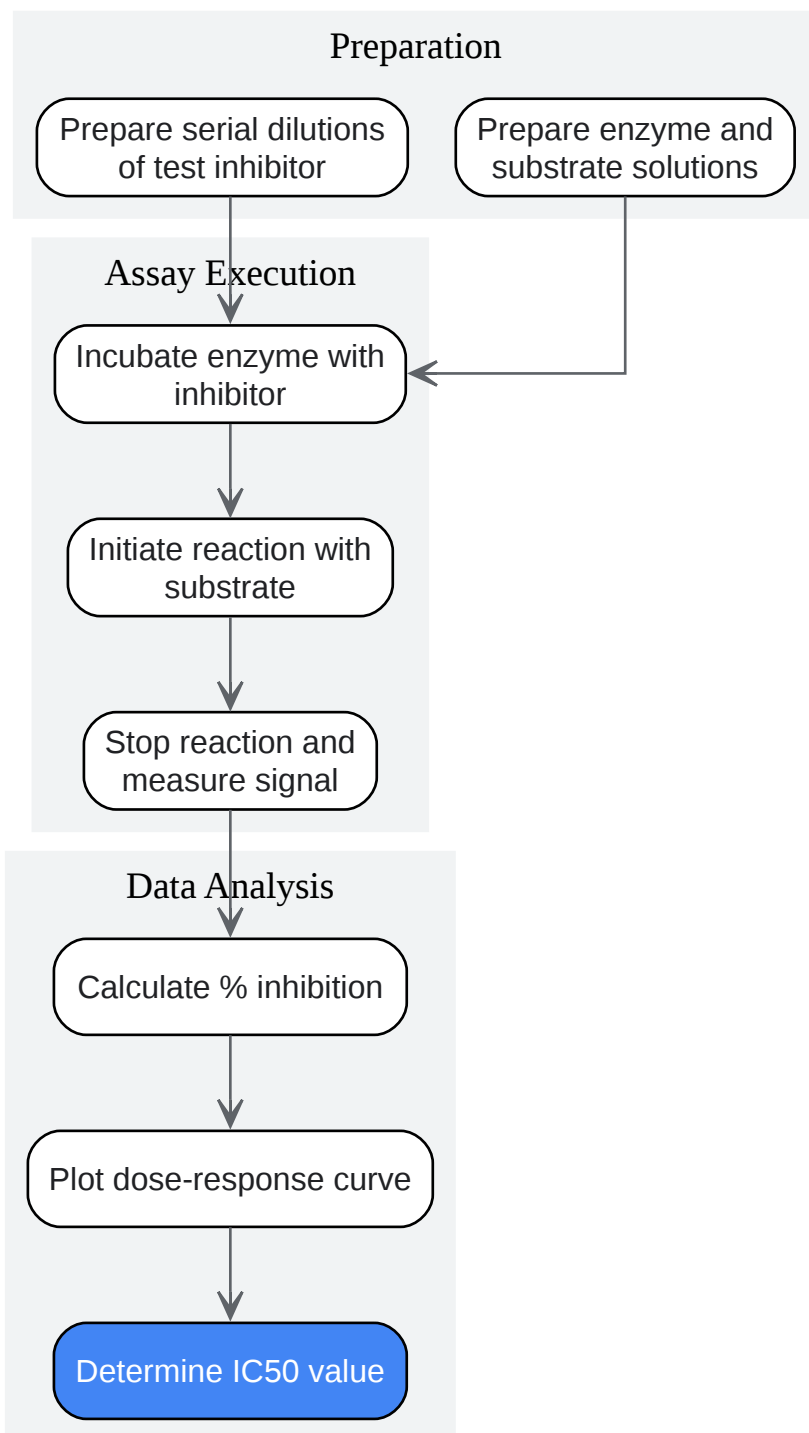 Preparation
Prepare serial dilutions
of test inhibitor
Prepare enzyme and
substrate solutions
Assay Execution
Incubate enzyme with
inhibitor
Initiate reaction with
substrate
Stop reaction and
measure signal
Data Analysis
Calculate % inhibition
Plot dose-response curve
Determine IC50 value